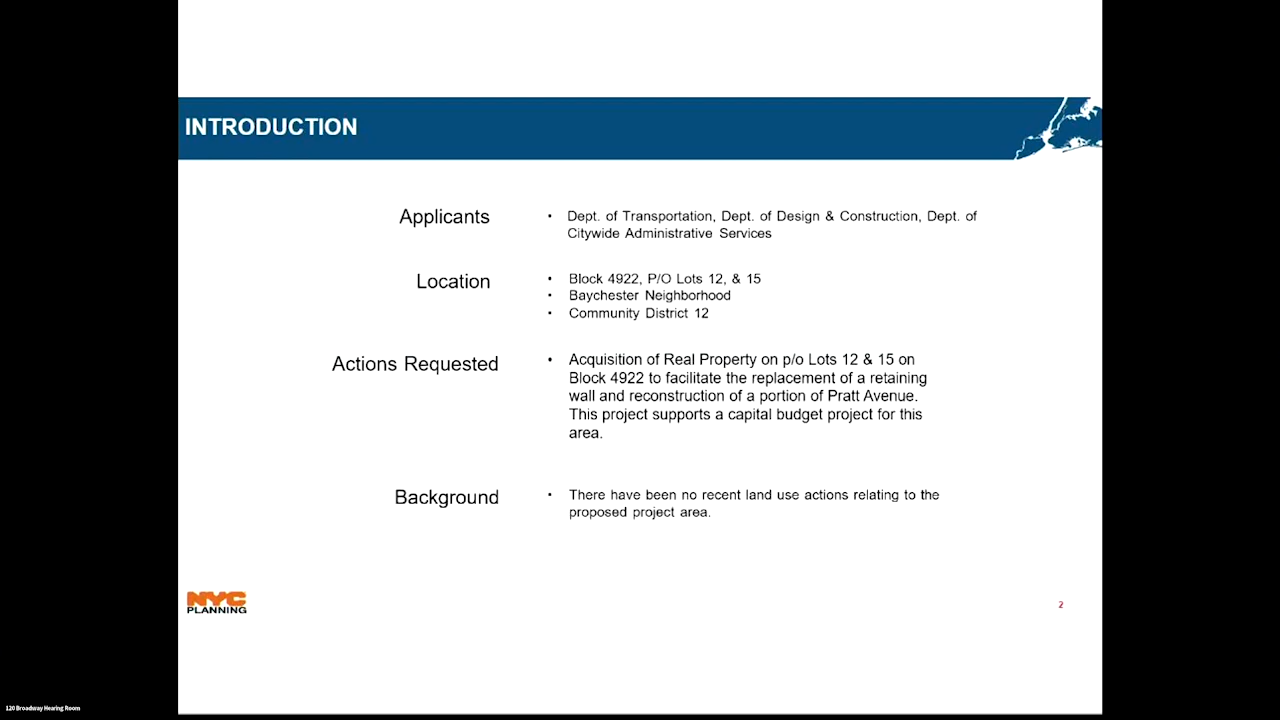 INTRODUCTION
Applicants
• Dept. of Transportation, Dept. of Design & Construction, Dept. of
Citywide Administrative Services
Location
• Block 4922, P/O Lots 12, & 15
• Baychester Neighborhood
• Community District 12
Actions Requested
• Acquisition of Real Property on p/o Lots 12 & 15 on
Block 4922 to facilitate the replacement of a retaining
wall and reconstruction of a portion of Pratt Avenue.
This project supports a capital budget project for this
area.
Background
• There have been no recent land use actions relating to the
proposed project area.
NYC
PLANNING
2
120 Broadway Hearing Room